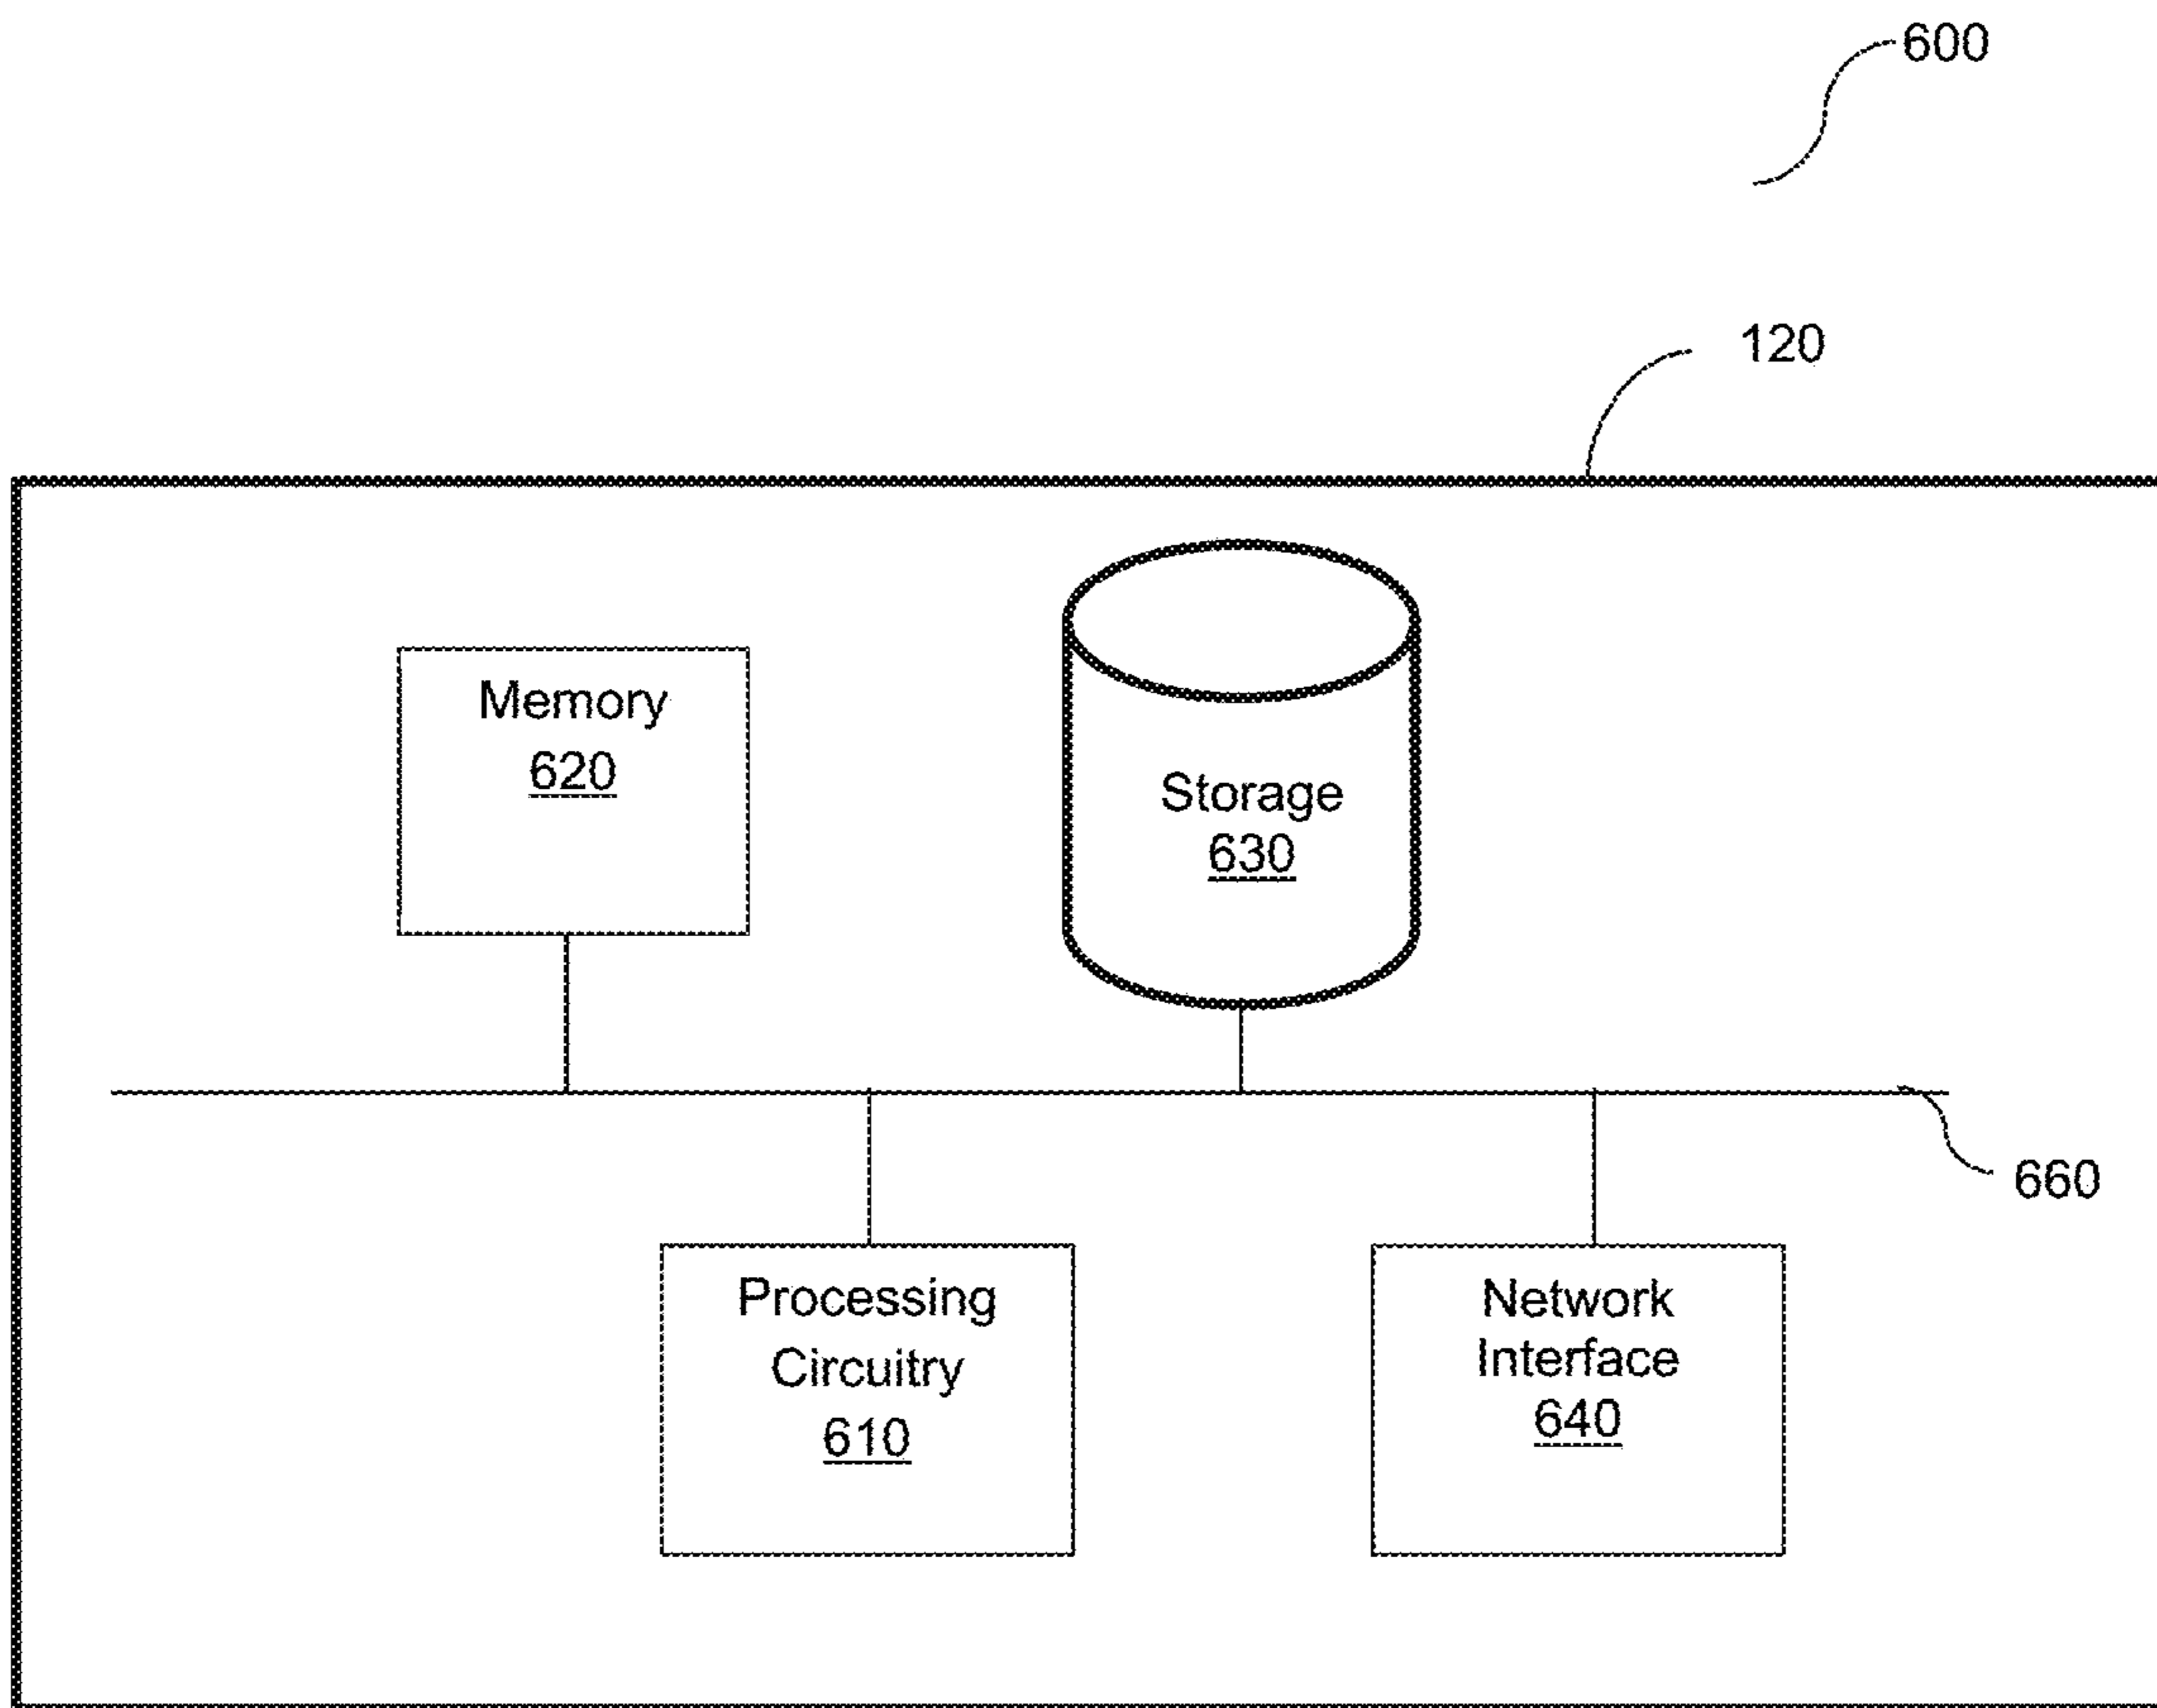 600
120
Memory
620
Storage
630
660
Processing
Circuitry
610
Network
Interface
640